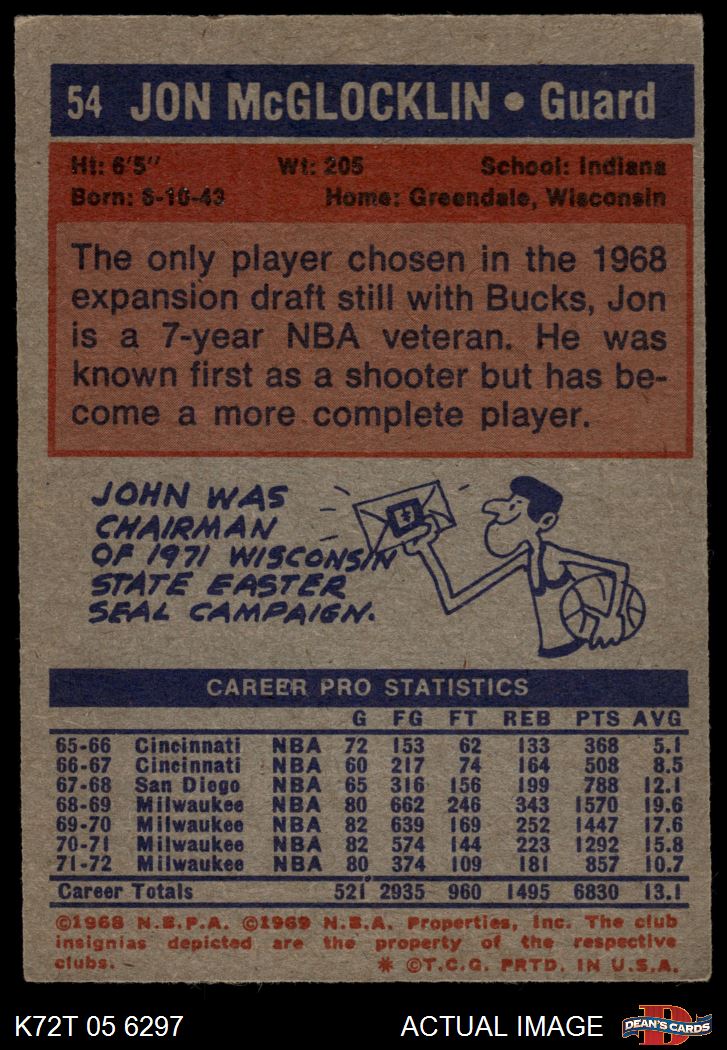 54 JON McGLOCKLIN • Guard
Ht: 6'5" Wt: 205 School: Indiana
Born: 6-10-43 Home: Greendale, Wisconsin
The only player chosen in the 1968
expansion draft still with Bucks, Jon
is a 7-year NBA veteran. He was
known first as a shooter but has be-
come a more complete player.
JOHN WAS
CHAIRMAN
OF 1971 WISCONSIN
STATE EASTER
SEAL CAMPAIGN.
CAREER PRO STATISTICS
G FG FT REB PTS AVG
65-66 Cincinnati NBA 72 153 62 133 368 5.1
66-67 Cincinnati NBA 60 217 74 164 508 8.5
67-68 San Diego NBA 65 316 156 199 788 12.1
68-69 Milwaukee NBA 80 662 246 343 1570 19.6
69-70 Milwaukee NBA 82 639 169 252 1447 17.6
70-71 Milwaukee NBA 82 574 144 223 1292 15.8
71-72 Milwaukee NBA 80 374 109 181 857 10.7
Career Totals 521 2935 960 1495 6830 13.1
©1968 N.B.P.A. ©1969 N.B.A. Properties, Inc. The club
insignias depicted are the property of the respective
clubs. * ©T.C.G. PRTD. IN U.S.A.
K72T 05 6297 ACTUAL IMAGE DEAN'S CARDS